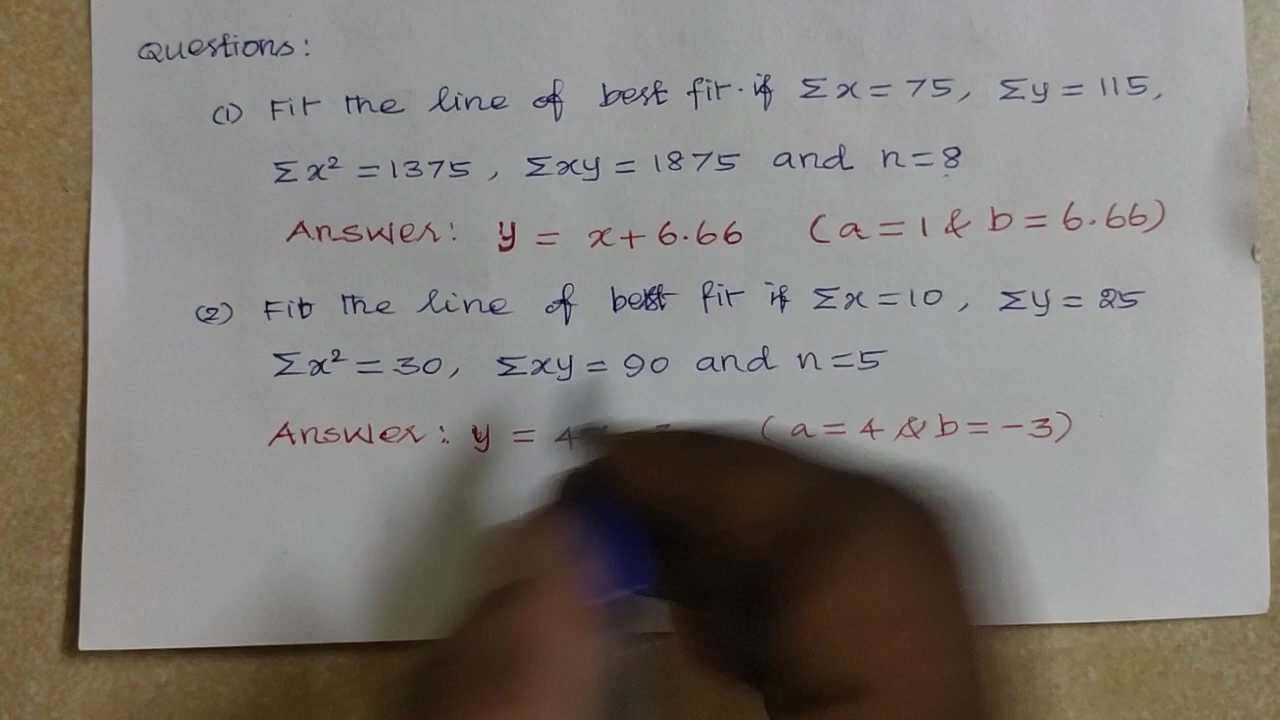 Questions:
(1) Fit the line of best fit. if Σx = 75, Σy = 115,
Σx² = 1375, Σxy = 1875 and n=8
Answer: y = x+6.66 (a=1 & b=6.66)
(2) Fit the line of best fit if Σx=10, Σy = 25
Σx² = 30, Σxy = 90 and n=5
Answer: y = 4 (a=4 & b=-3)